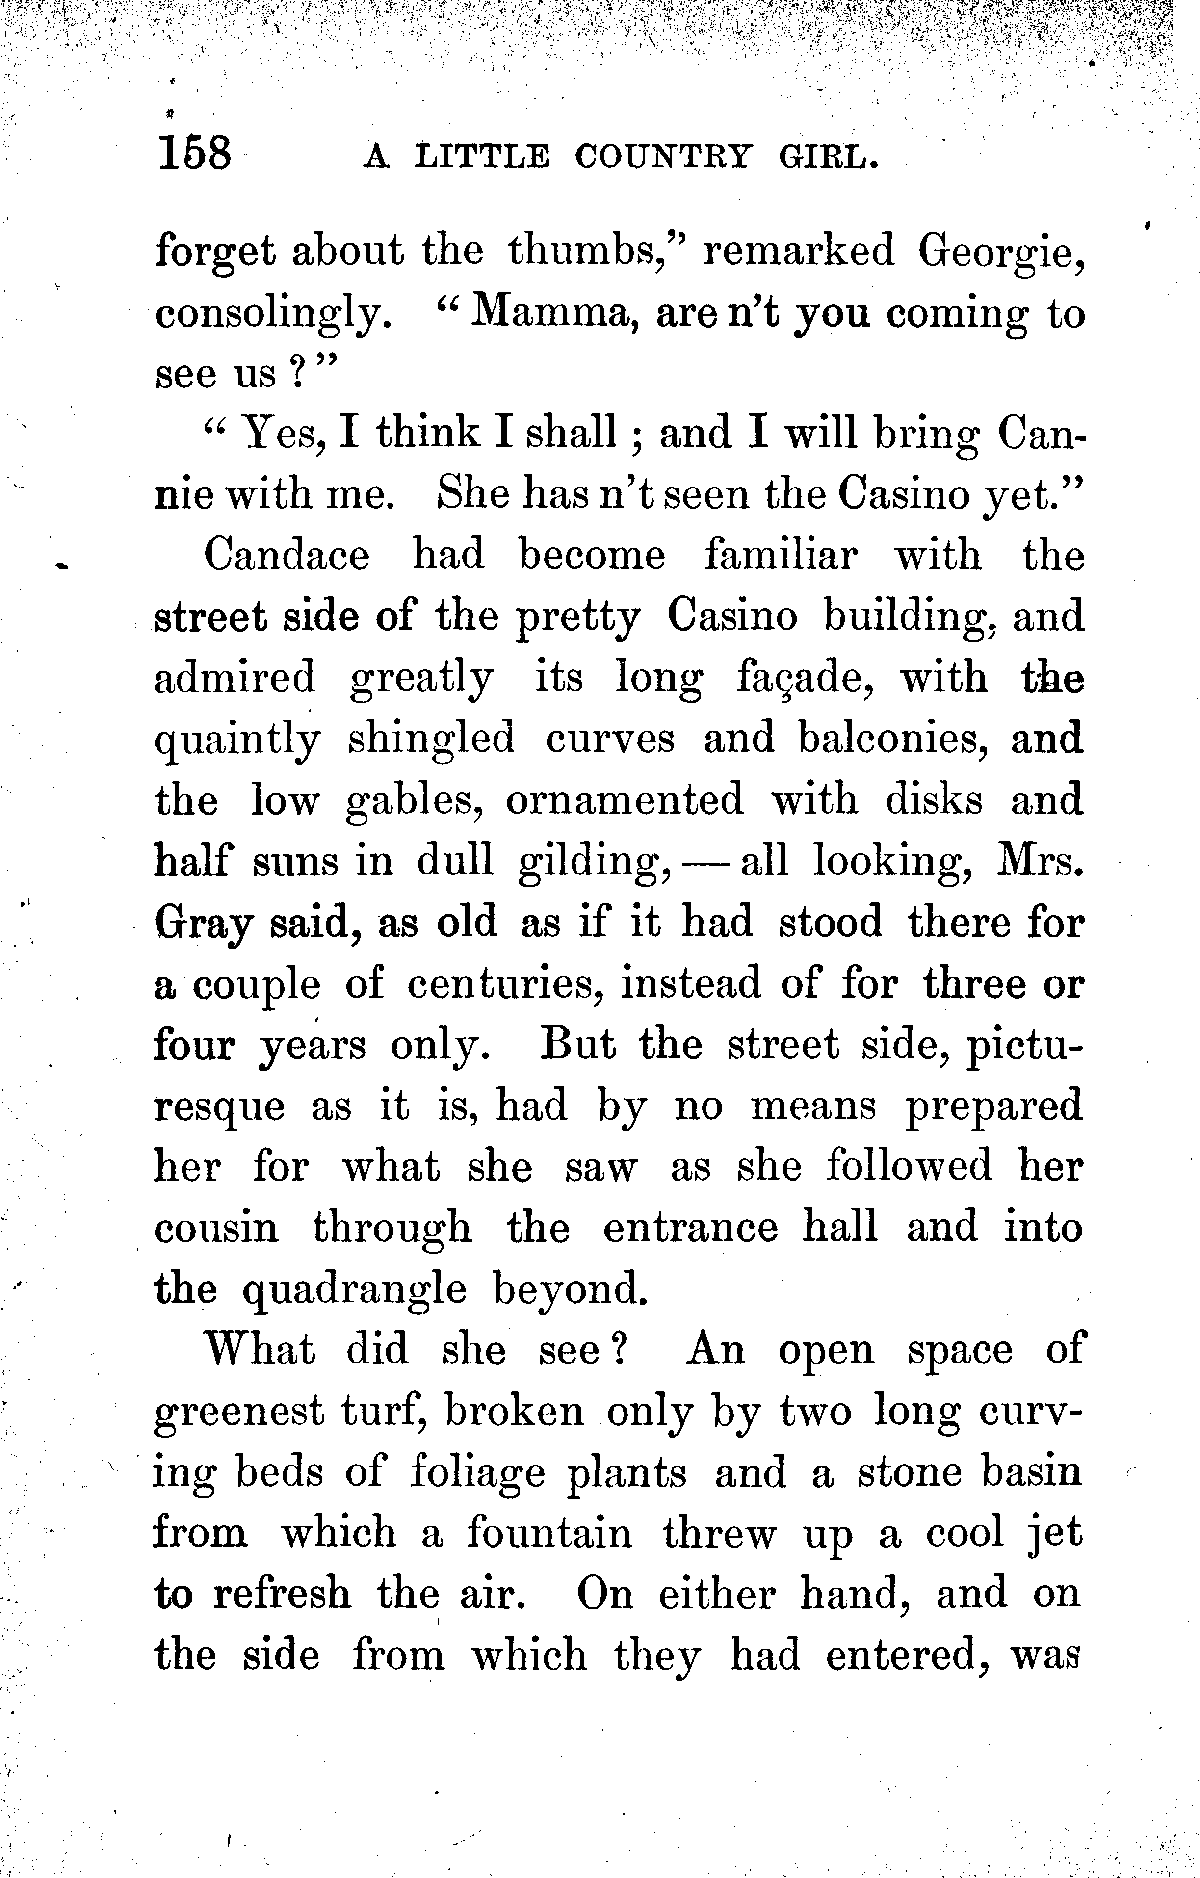 158 A LITTLE COUNTRY GIRL.
forget about the thumbs,” remarked Georgie,
consolingly. “ Mamma, are n’t you coming to
see us ? ”
“ Yes, I think I shall ; and I will bring Can-
nie with me. She has n’t seen the Casino yet.”
Candace had become familiar with the
street side of the pretty Casino building, and
admired greatly its long façade, with the
quaintly shingled curves and balconies, and
the low gables, ornamented with disks and
half suns in dull gilding, — all looking, Mrs.
Gray said, as old as if it had stood there for
a couple of centuries, instead of for three or
four years only. But the street side, pictu-
resque as it is, had by no means prepared
her for what she saw as she followed her
cousin through the entrance hall and into
the quadrangle beyond.
What did she see ? An open space of
greenest turf, broken only by two long curv-
ing beds of foliage plants and a stone basin
from which a fountain threw up a cool jet
to refresh the air. On either hand, and on
the side from which they had entered, was